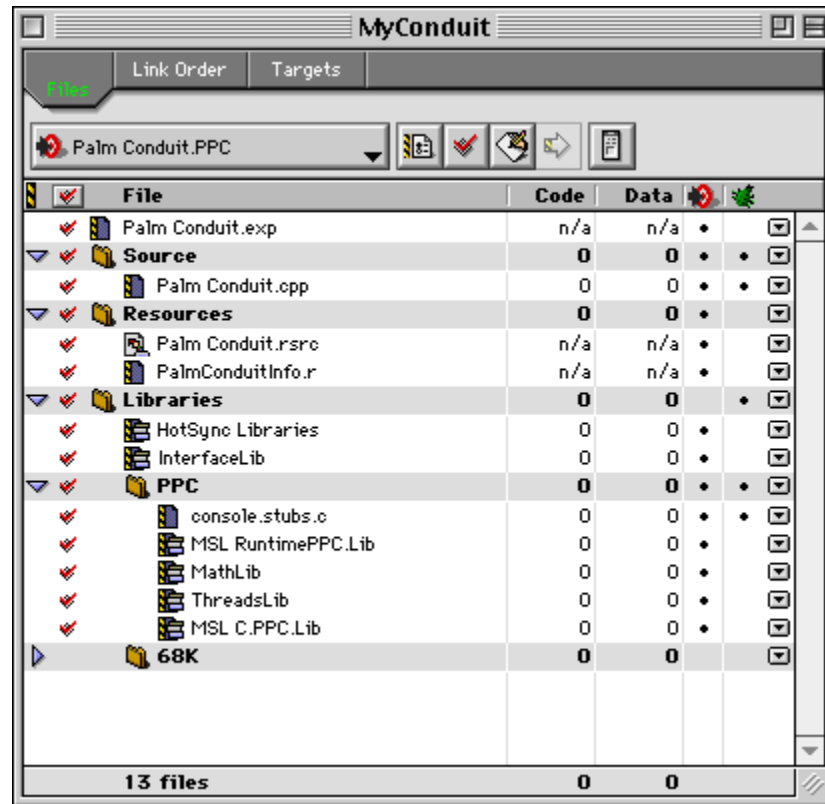 MyConduit
Files Link Order Targets
Palm Conduit.PPC
File Code Data
Palm Conduit.exp n/a n/a
Source 0 0
Palm Conduit.cpp 0 0
Resources 0 0
Palm Conduit.rsrc n/a n/a
PalmConduitInfo.r n/a n/a
Libraries 0 0
HotSync Libraries 0 0
InterfaceLib 0 0
PPC 0 0
console.stubs.c 0 0
MSL RuntimePPC.Lib 0 0
MathLib 0 0
ThreadsLib 0 0
MSL C.PPC.Lib 0 0
68K 0 0
13 files 0 0